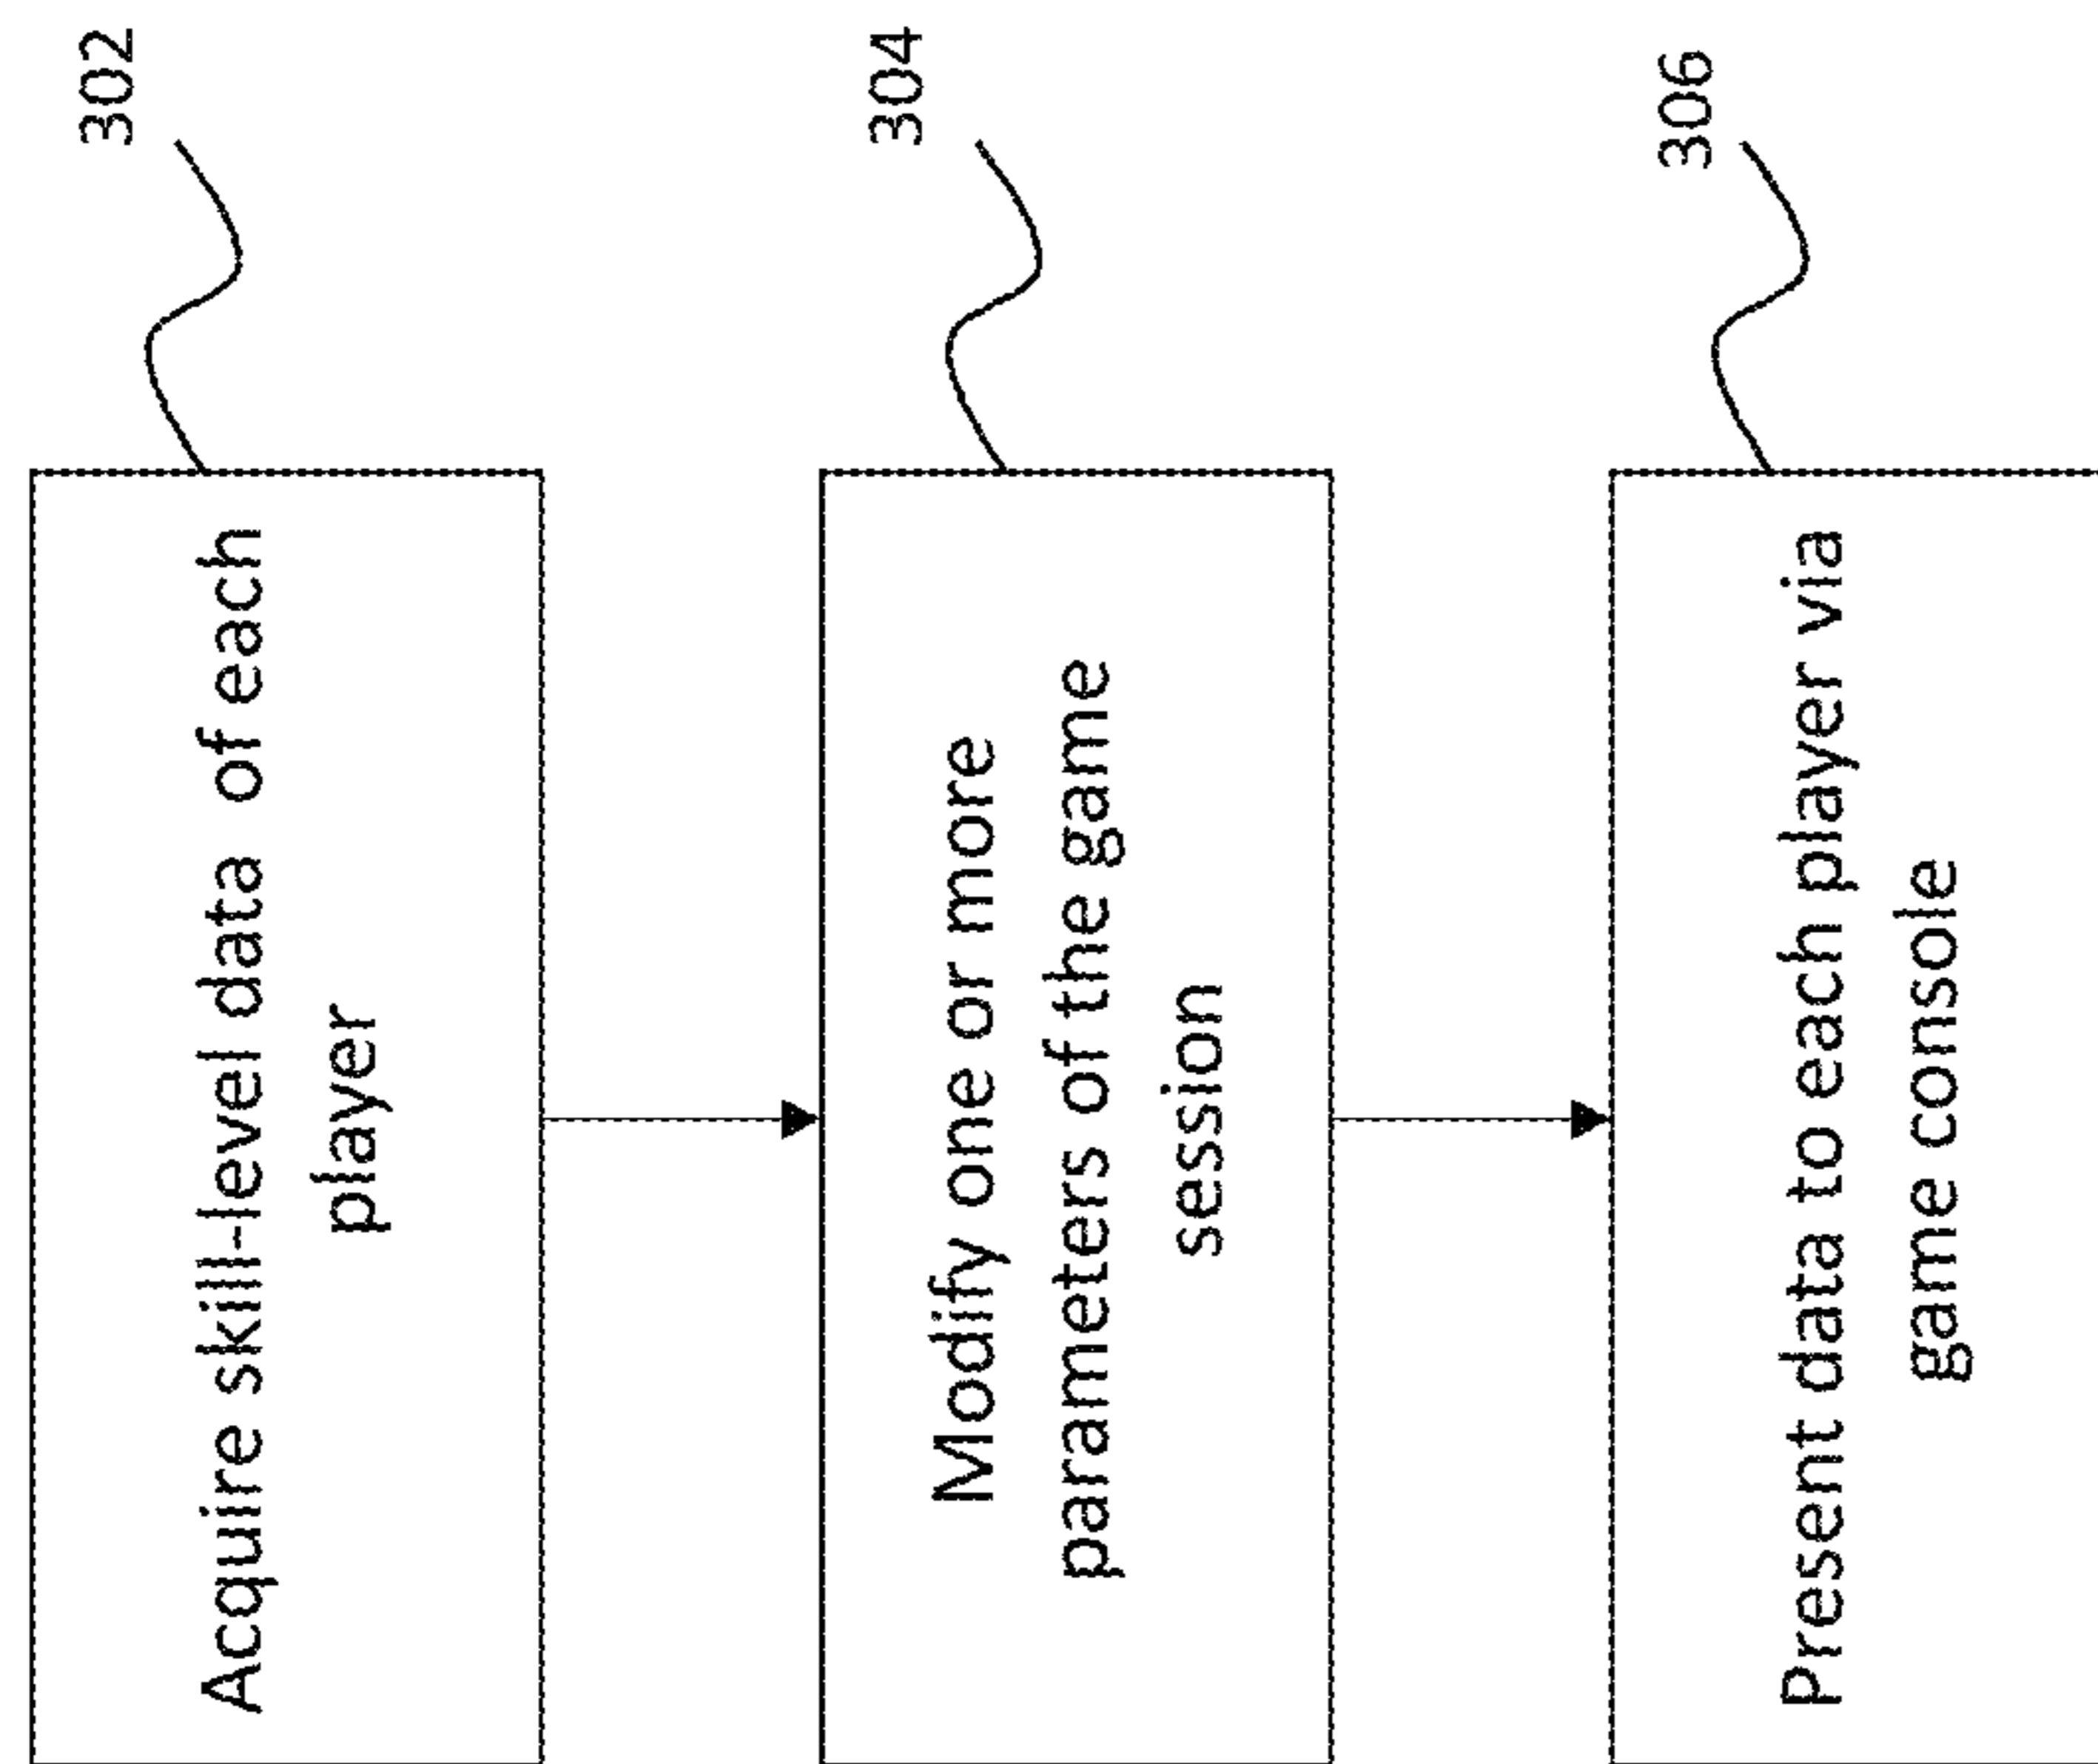 302
Acquire skill-level data of each
player
304
Modify one or more
parameters of the game
session
306
Present data to each player via
game console